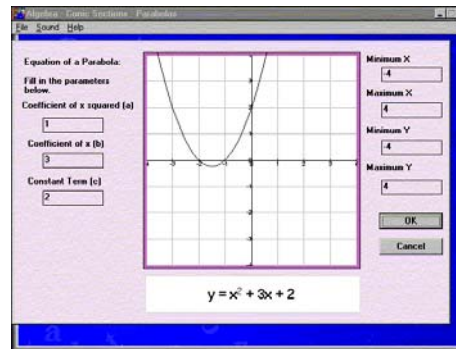 Algebra - Conic Sections - Parabolas
File Sound Help
Equation of a Parabola:
Fill in the parameters
below.
Coefficient of x squared (a)
1
Coefficient of x (b)
3
Constant Term (c)
2
Minimum X
-4
Maximum X
4
Minimum Y
-4
Maximum Y
4
OK
Cancel
y = x² + 3x + 2